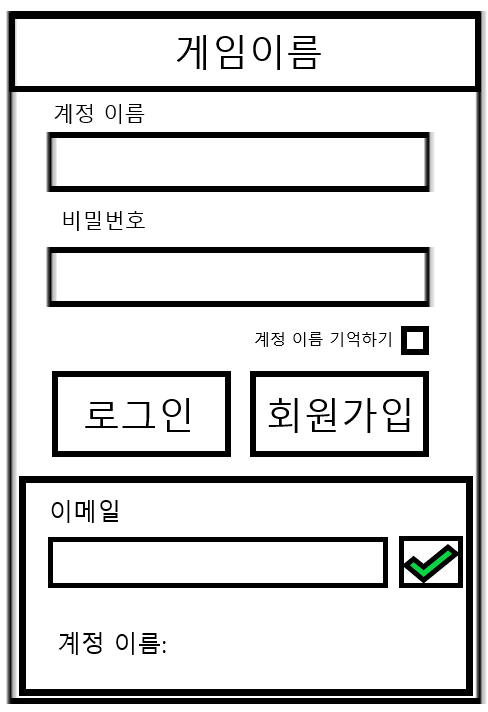 게임이름
계정 이름
비밀번호
계정 이름 기억하기
로그인
회원가입
이메일
계정 이름: